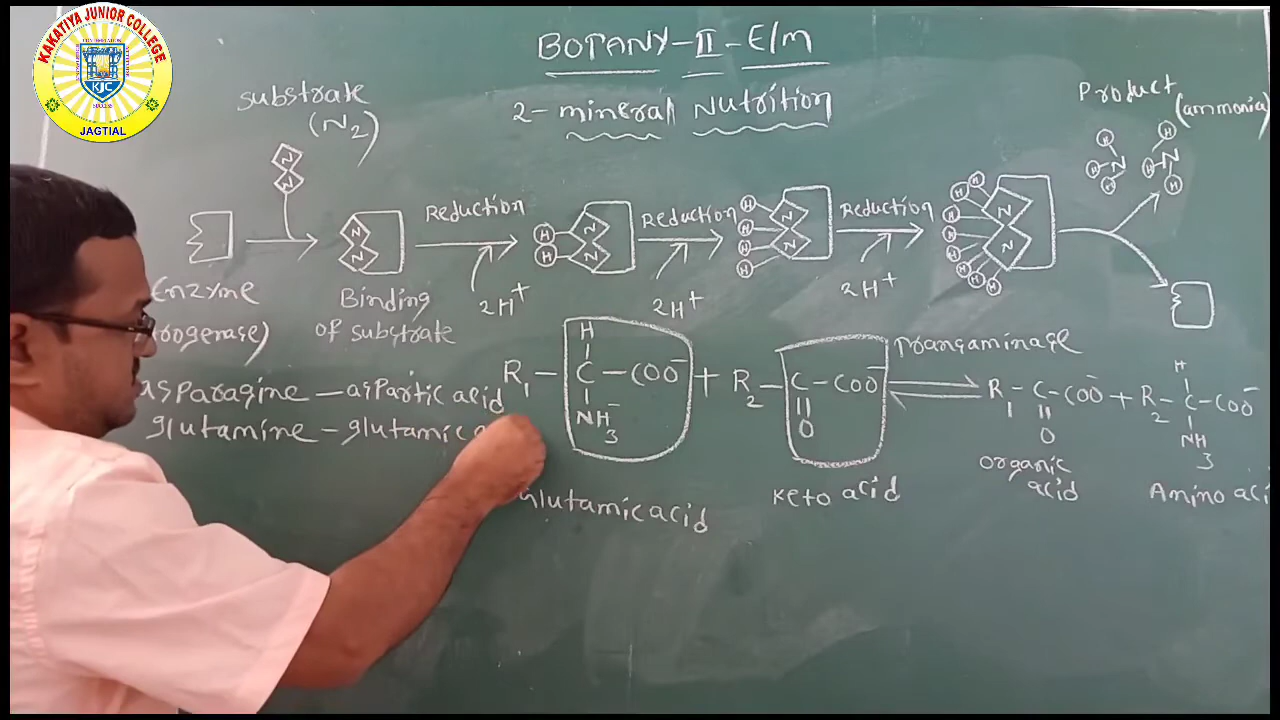 KAKATIYA JUNIOR COLLEGE
KJC
SUCCESS
JAGTIAL
BOTANY-II-E/M
2-mineral Nutrition
Substrate
(N2)
Product
(ammonia)
N
N
Reduction
Reduction
Reduction
N
N
H
H
N
N
H
H
H
H
N
N
H
H
H
H
H
H
H
H
N
N
H
H
H
N
H
H
N
H
2H+
2H+
2H+
Enzyme
ogenase)
Binding
of substrate
asparagine - aspartic acid
glutamine - glutamic a
H
R1 - C - COO- + R2 - C - COO-
NH3-
O
Transaminase
H
R1 - C - COO- + R2 - C - COO-
O
NH3
Glutamic acid
Keto acid
Organic
acid
Amino aci